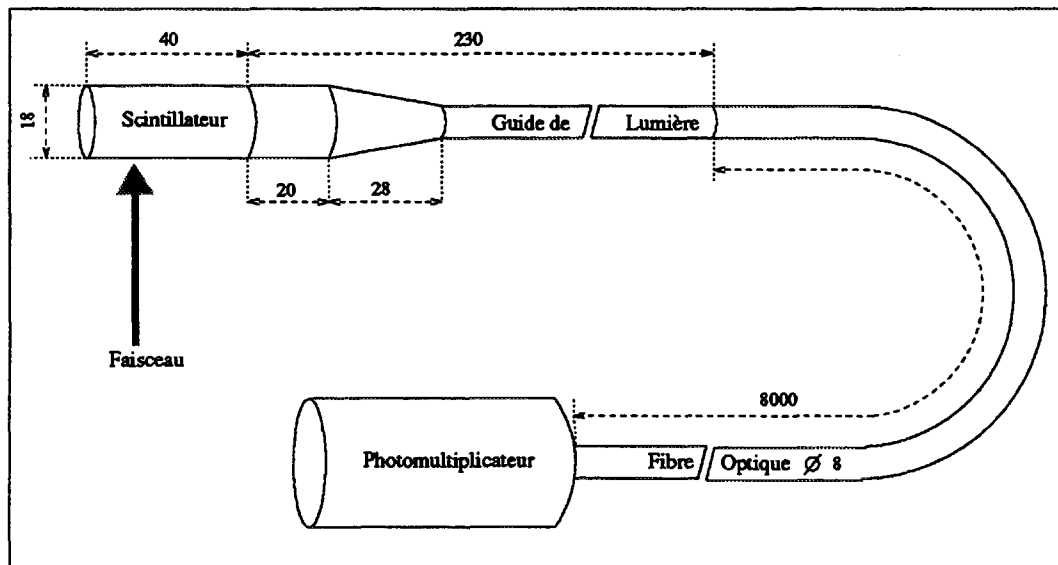 40
230
18
Scintillateur
Guide de
Lumière
20
28
Faisceau
8000
Photomultiplicateur
Fibre
Optique Ø 8